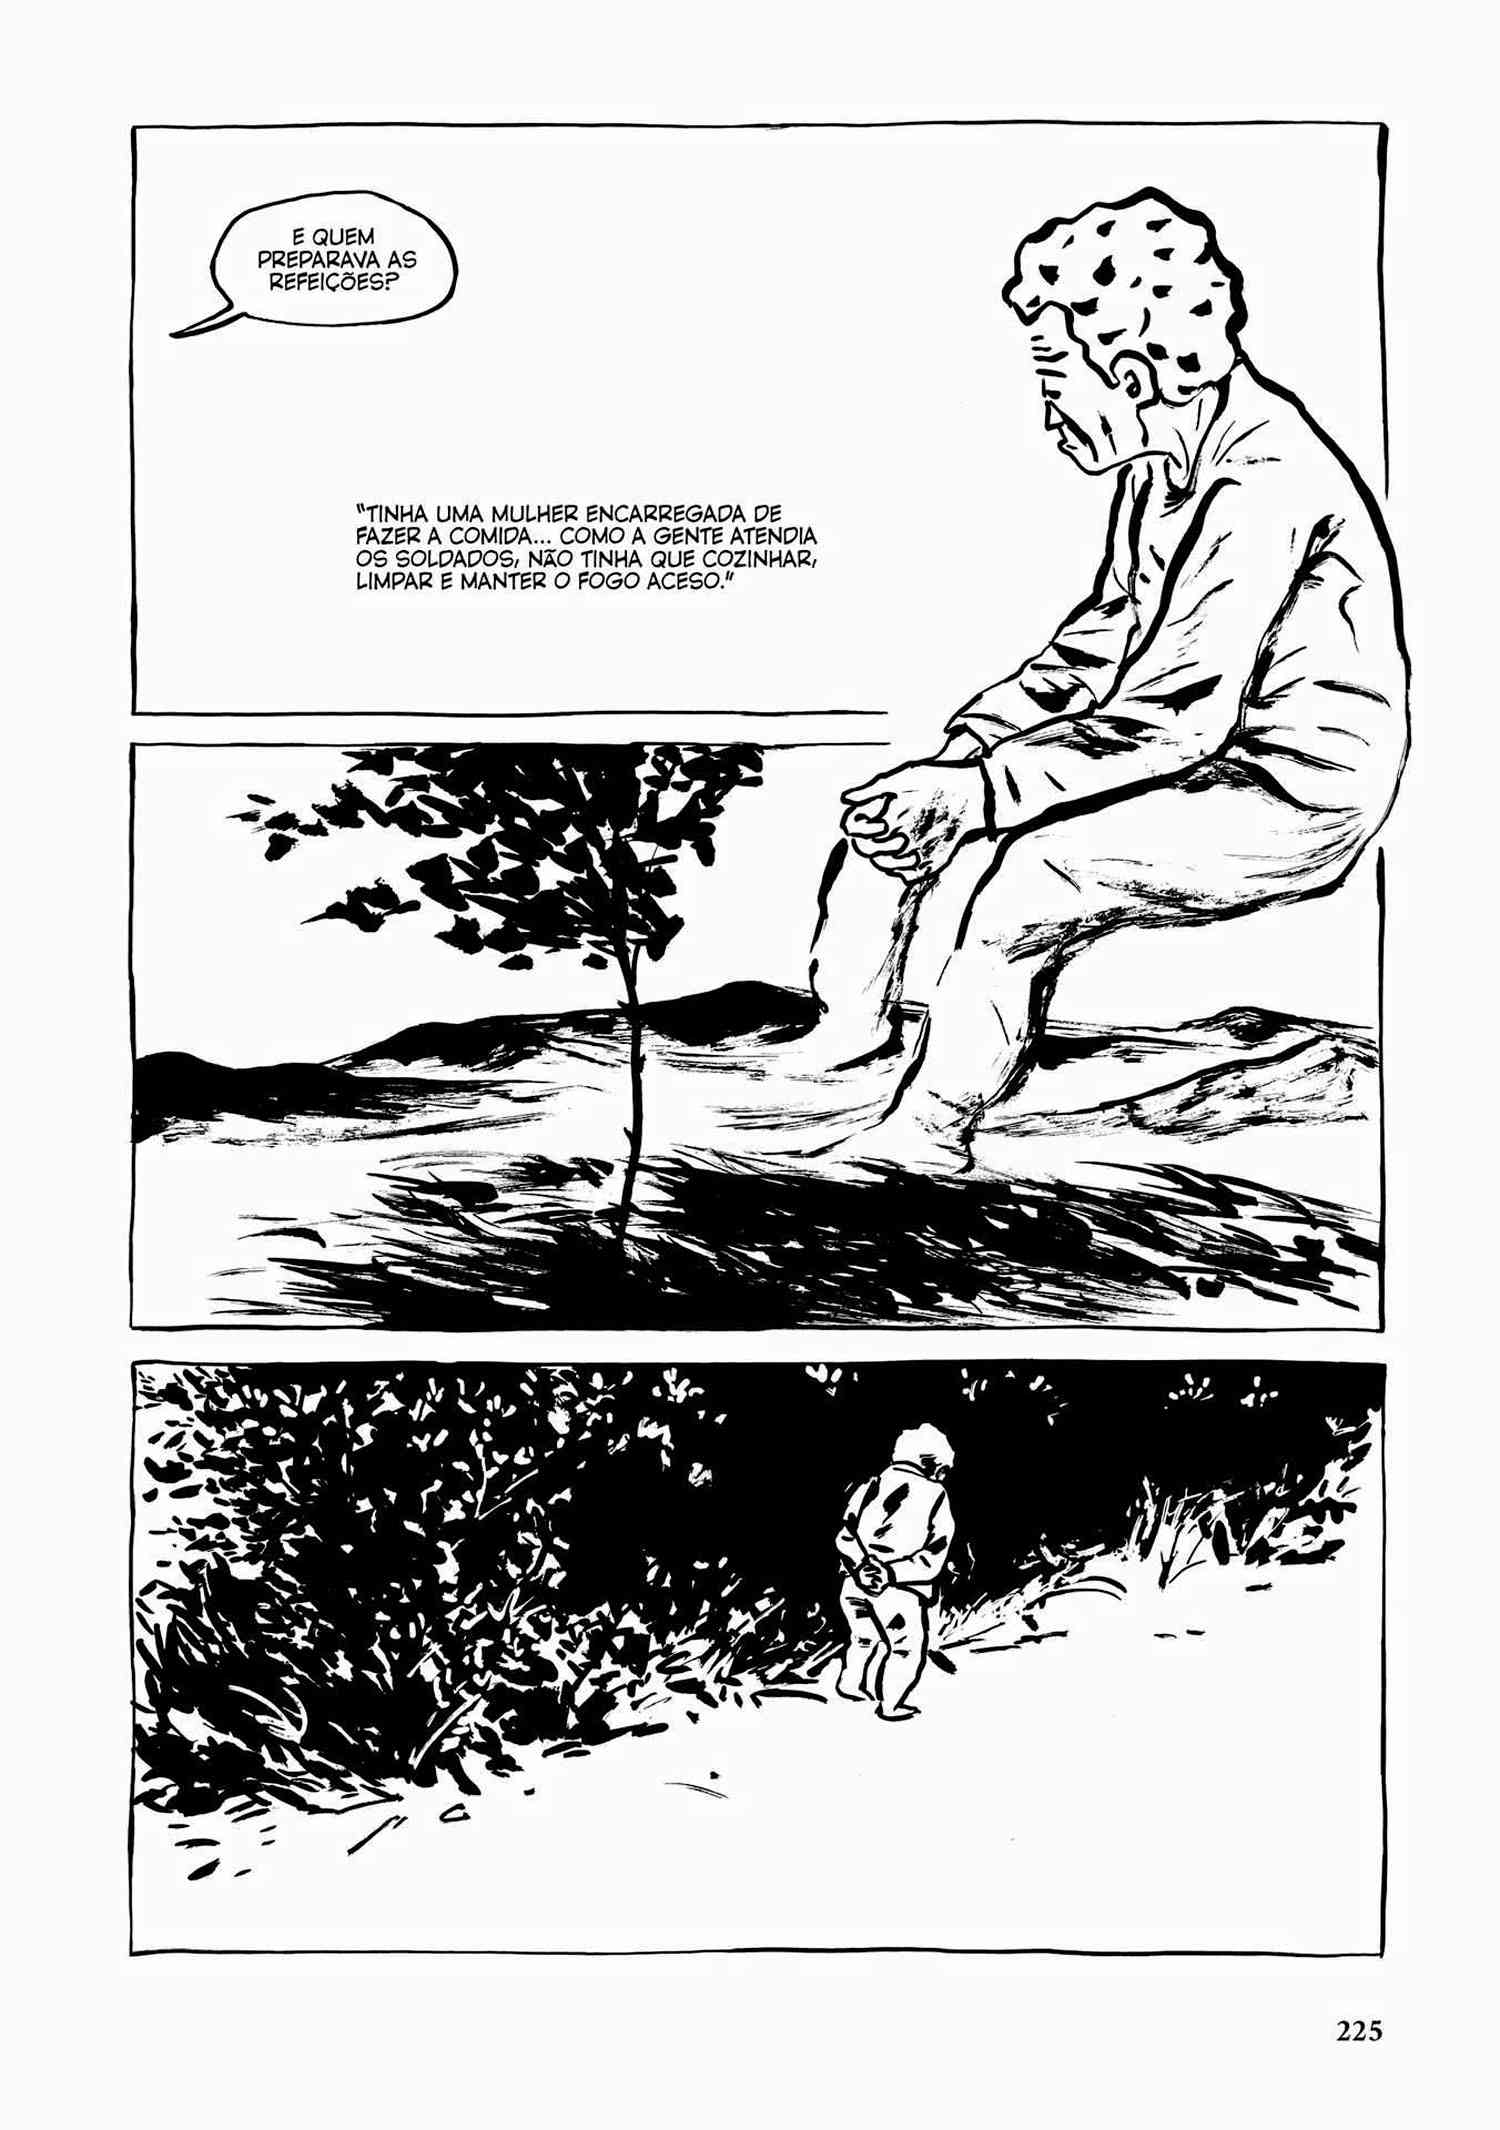 E QUEM
PREPARAVA AS
REFEIÇÕES?
“TINHA UMA MULHER ENCARREGADA DE
FAZER A COMIDA... COMO A GENTE ATENDIA
OS SOLDADOS, NÃO TINHA QUE COZINHAR,
LIMPAR E MANTER O FOGO ACESO.”
225